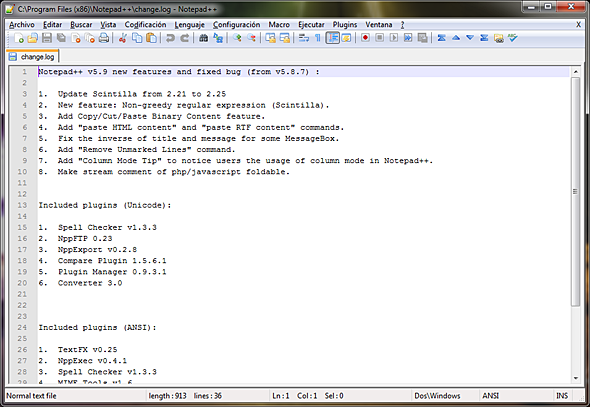 C:\Program Files (x86)\Notepad++\change.log - Notepad++
Archivo Editar Buscar Vista Codificación Lenguaje Configuración Macro Ejecutar Plugins Ventana ? X
change.log
1 Notepad++ v5.9 new features and fixed bug (from v5.8.7) :
2
3 1. Update Scintilla from 2.21 to 2.25
4 2. New feature: Non-greedy regular expression (Scintilla).
5 3. Add Copy/Cut/Paste Binary Content feature.
6 4. Add "paste HTML content" and "paste RTF content" commands.
7 5. Fix the inverse of title and message for some MessageBox.
8 6. Add "Remove Unmarked Lines" command.
9 7. Add "Column Mode Tip" to notice users the usage of column mode in Notepad++.
10 8. Make stream comment of php/javascript foldable.
11
12
13 Included plugins (Unicode):
14
15 1. Spell Checker v1.3.3
16 2. NppFTP 0.23
17 3. NppExport v0.2.8
18 4. Compare Plugin 1.5.6.1
19 5. Plugin Manager 0.9.3.1
20 6. Converter 3.0
21
22
23
24 Included plugins (ANSI):
25
26 1. TextFX v0.25
27 2. NppExec v0.4.1
28 3. Spell Checker v1.3.3
29 4. MIME Tools v1.6
Normal text file length : 913 lines : 36 Ln : 1 Col : 1 Sel : 0 Dos\Windows ANSI INS